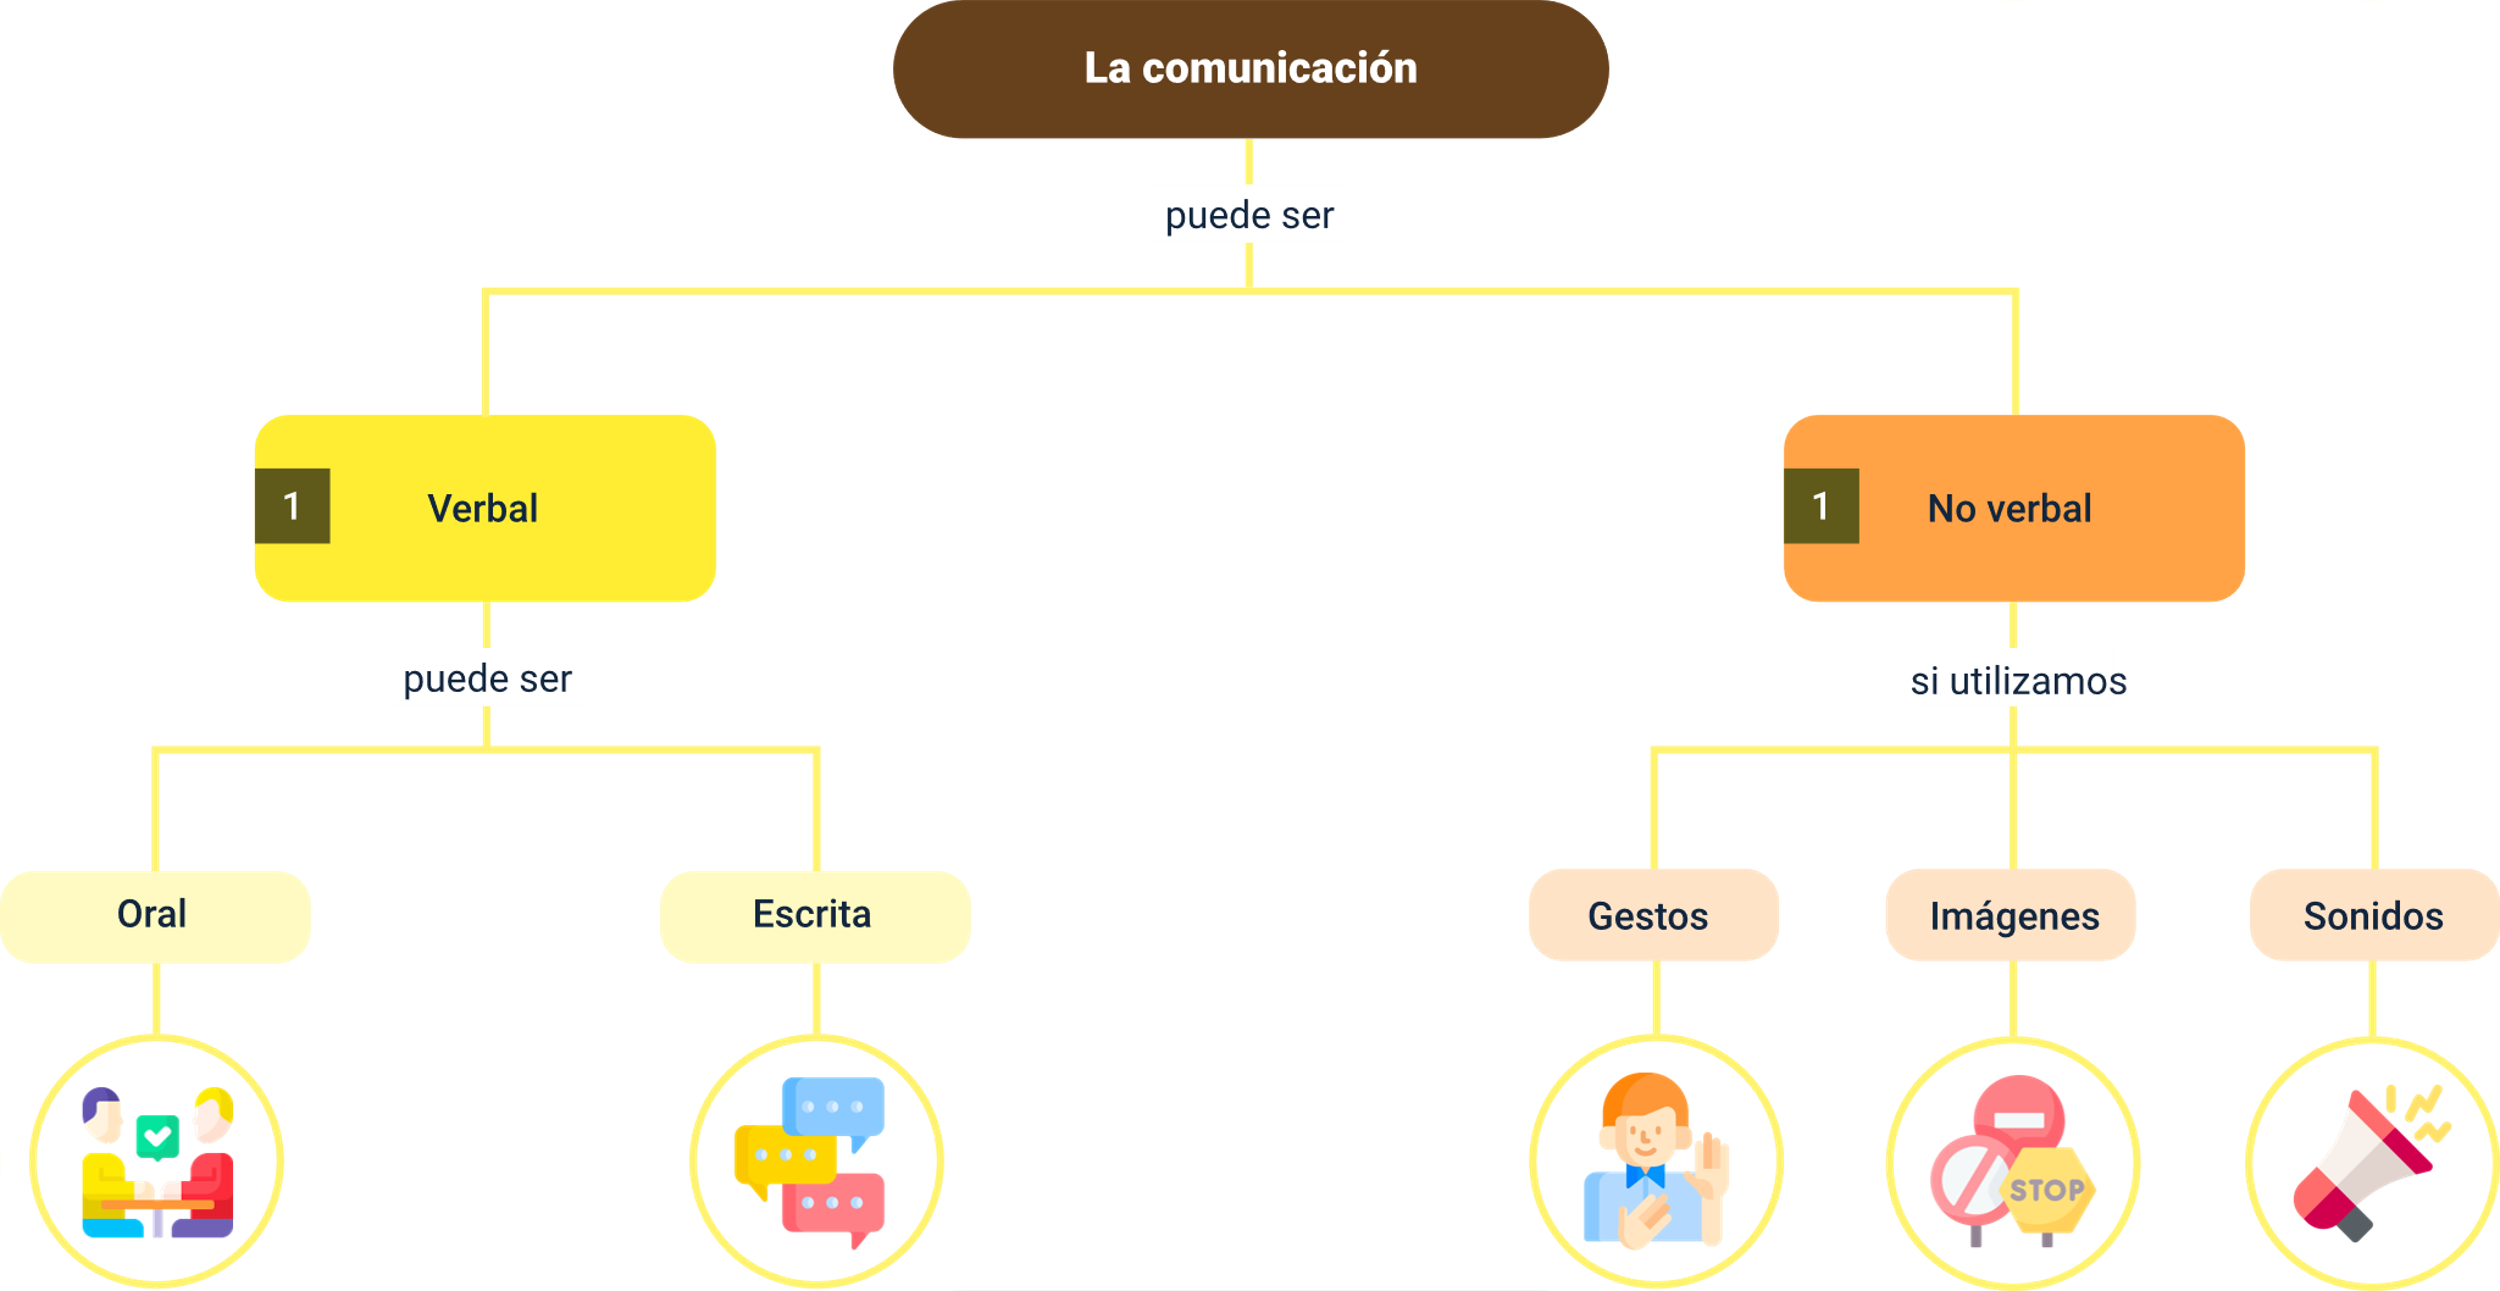 La comunicación
puede ser
1
Verbal
1
No verbal
puede ser
si utilizamos
Oral
Escrita
Gestos
Imágenes
Sonidos
STOP